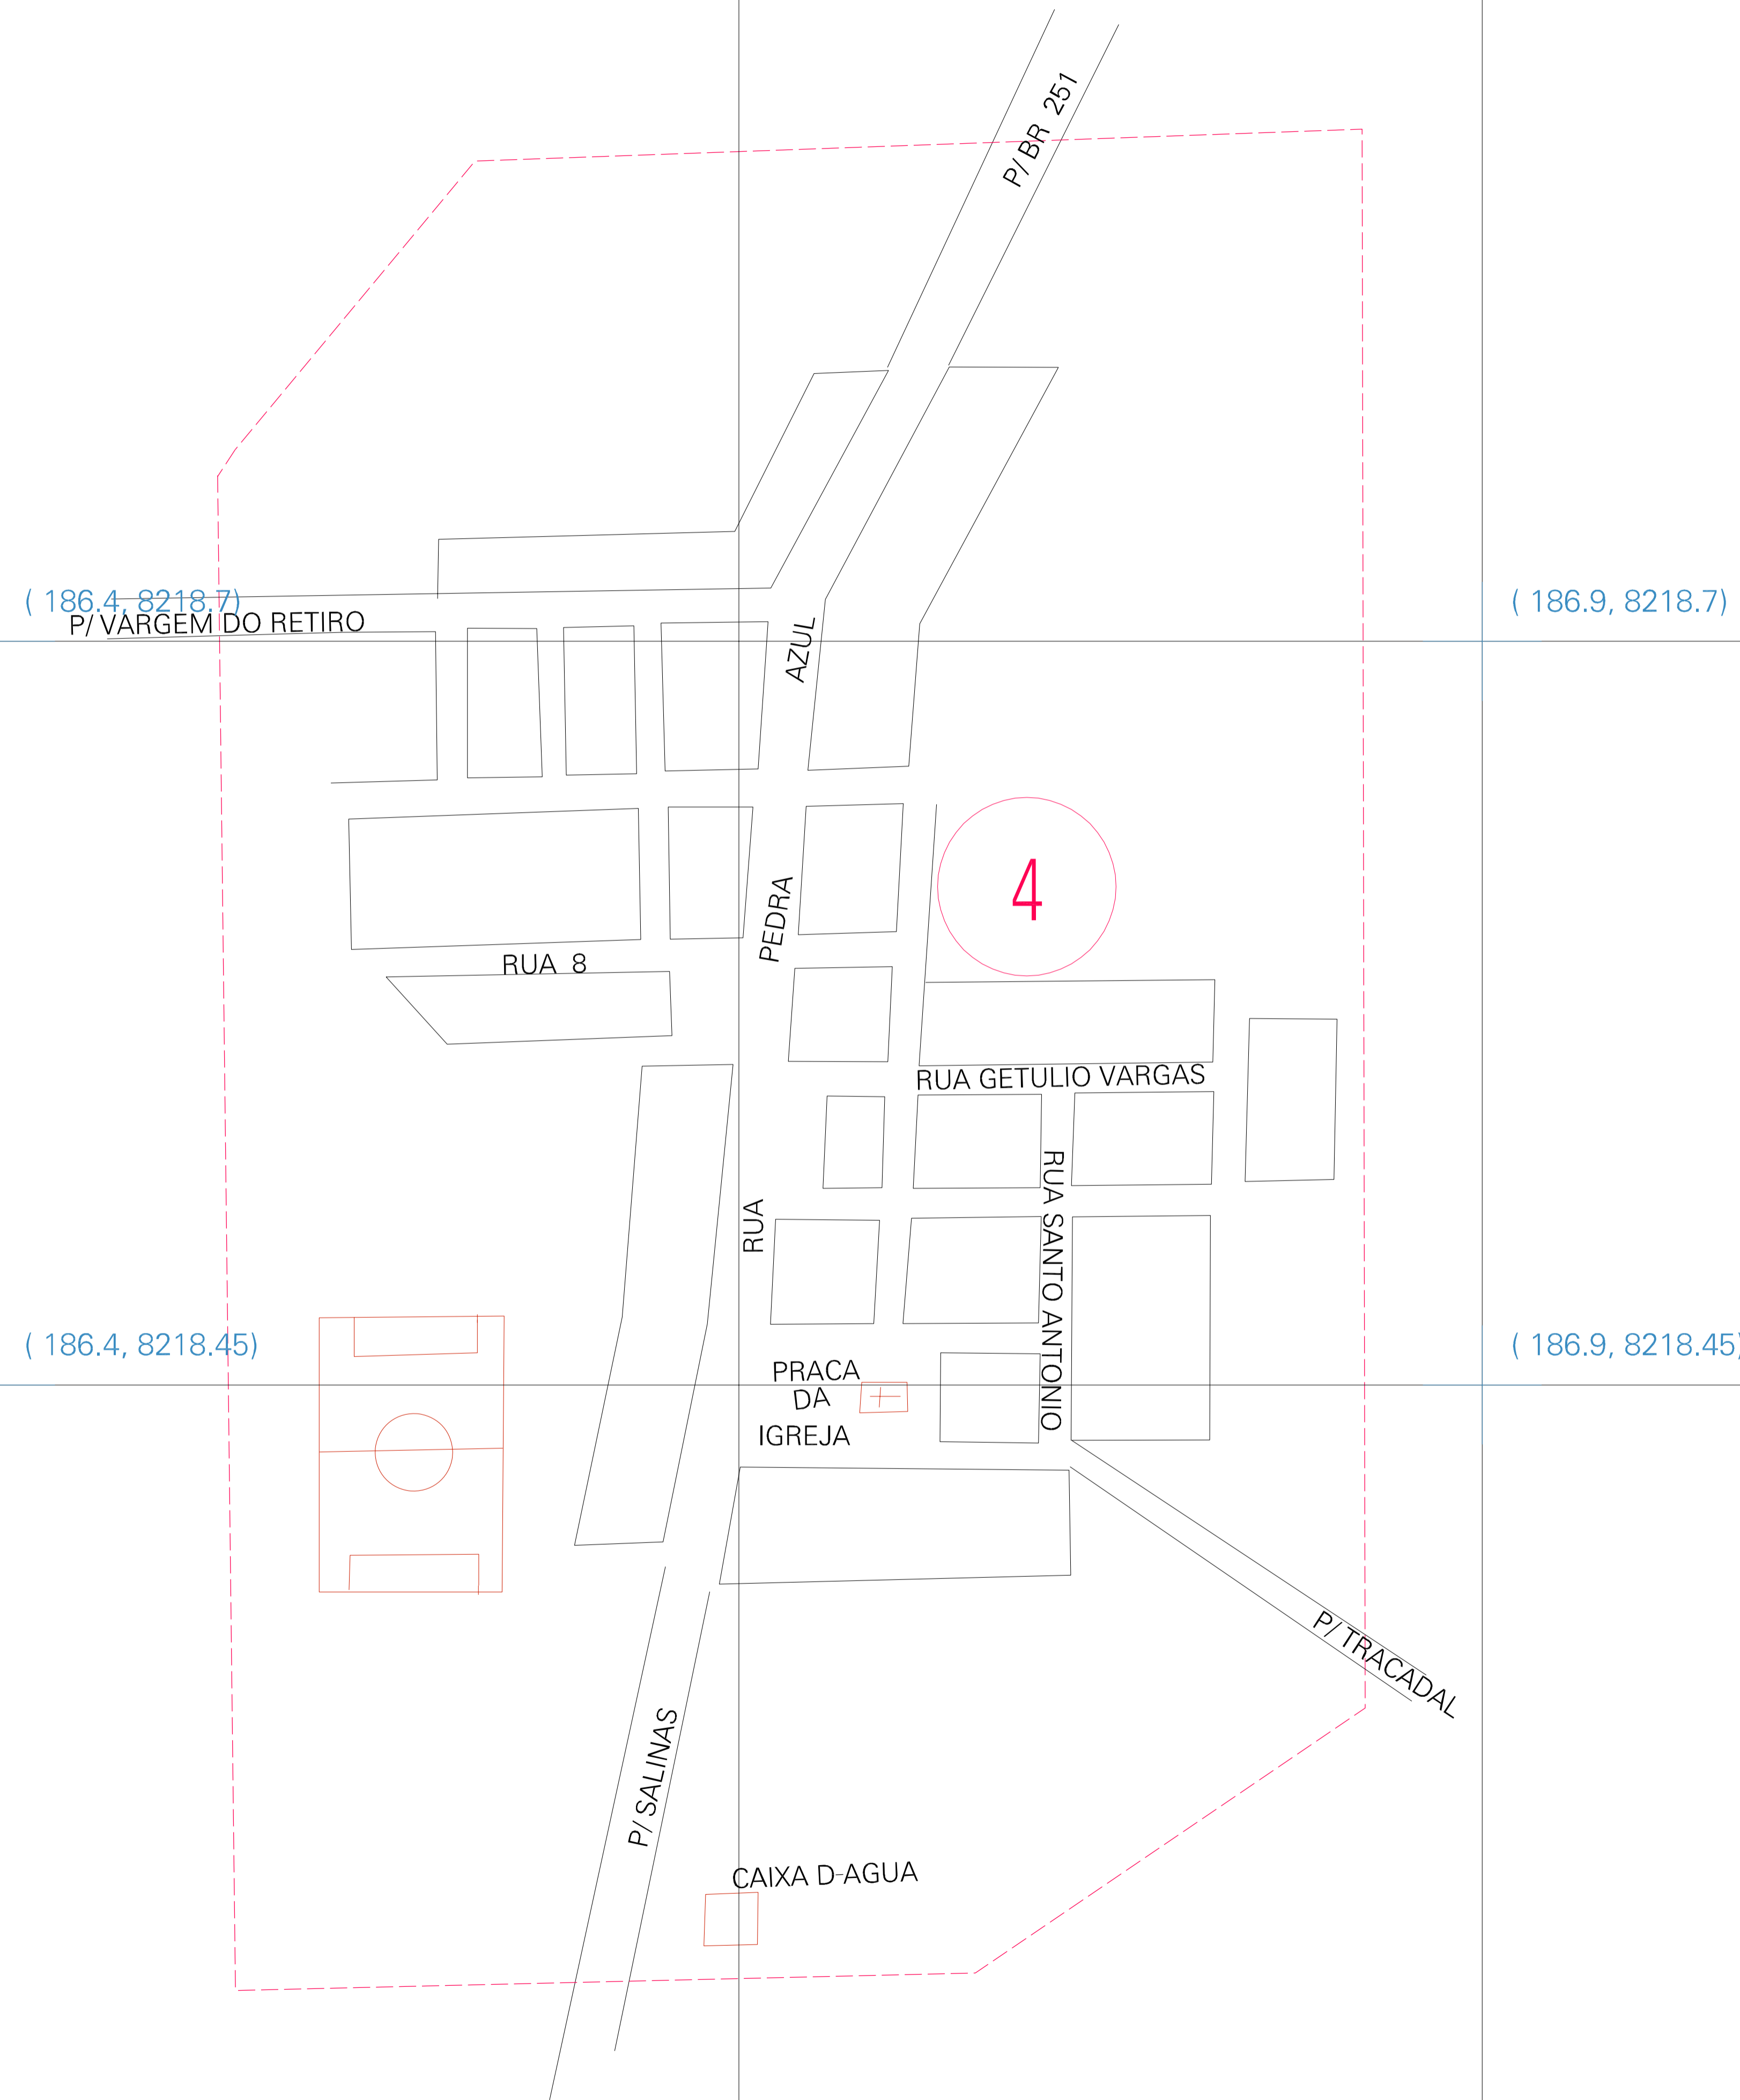 P/ BR 251
( 186.4, 8218.7)
( 186.9, 8218.7)
P/ VARGEM DO RETIRO
AZUL
4
PEDRA
RUA 8
RUA GETULIO VARGAS
RUA
RUA SANTO ANTONIO
( 186.4, 8218.45)
( 186.9, 8218.45)
PRACA
DA
IGREJA
P/ TRACADAL
P/ SALINAS
CAIXA D-AGUA